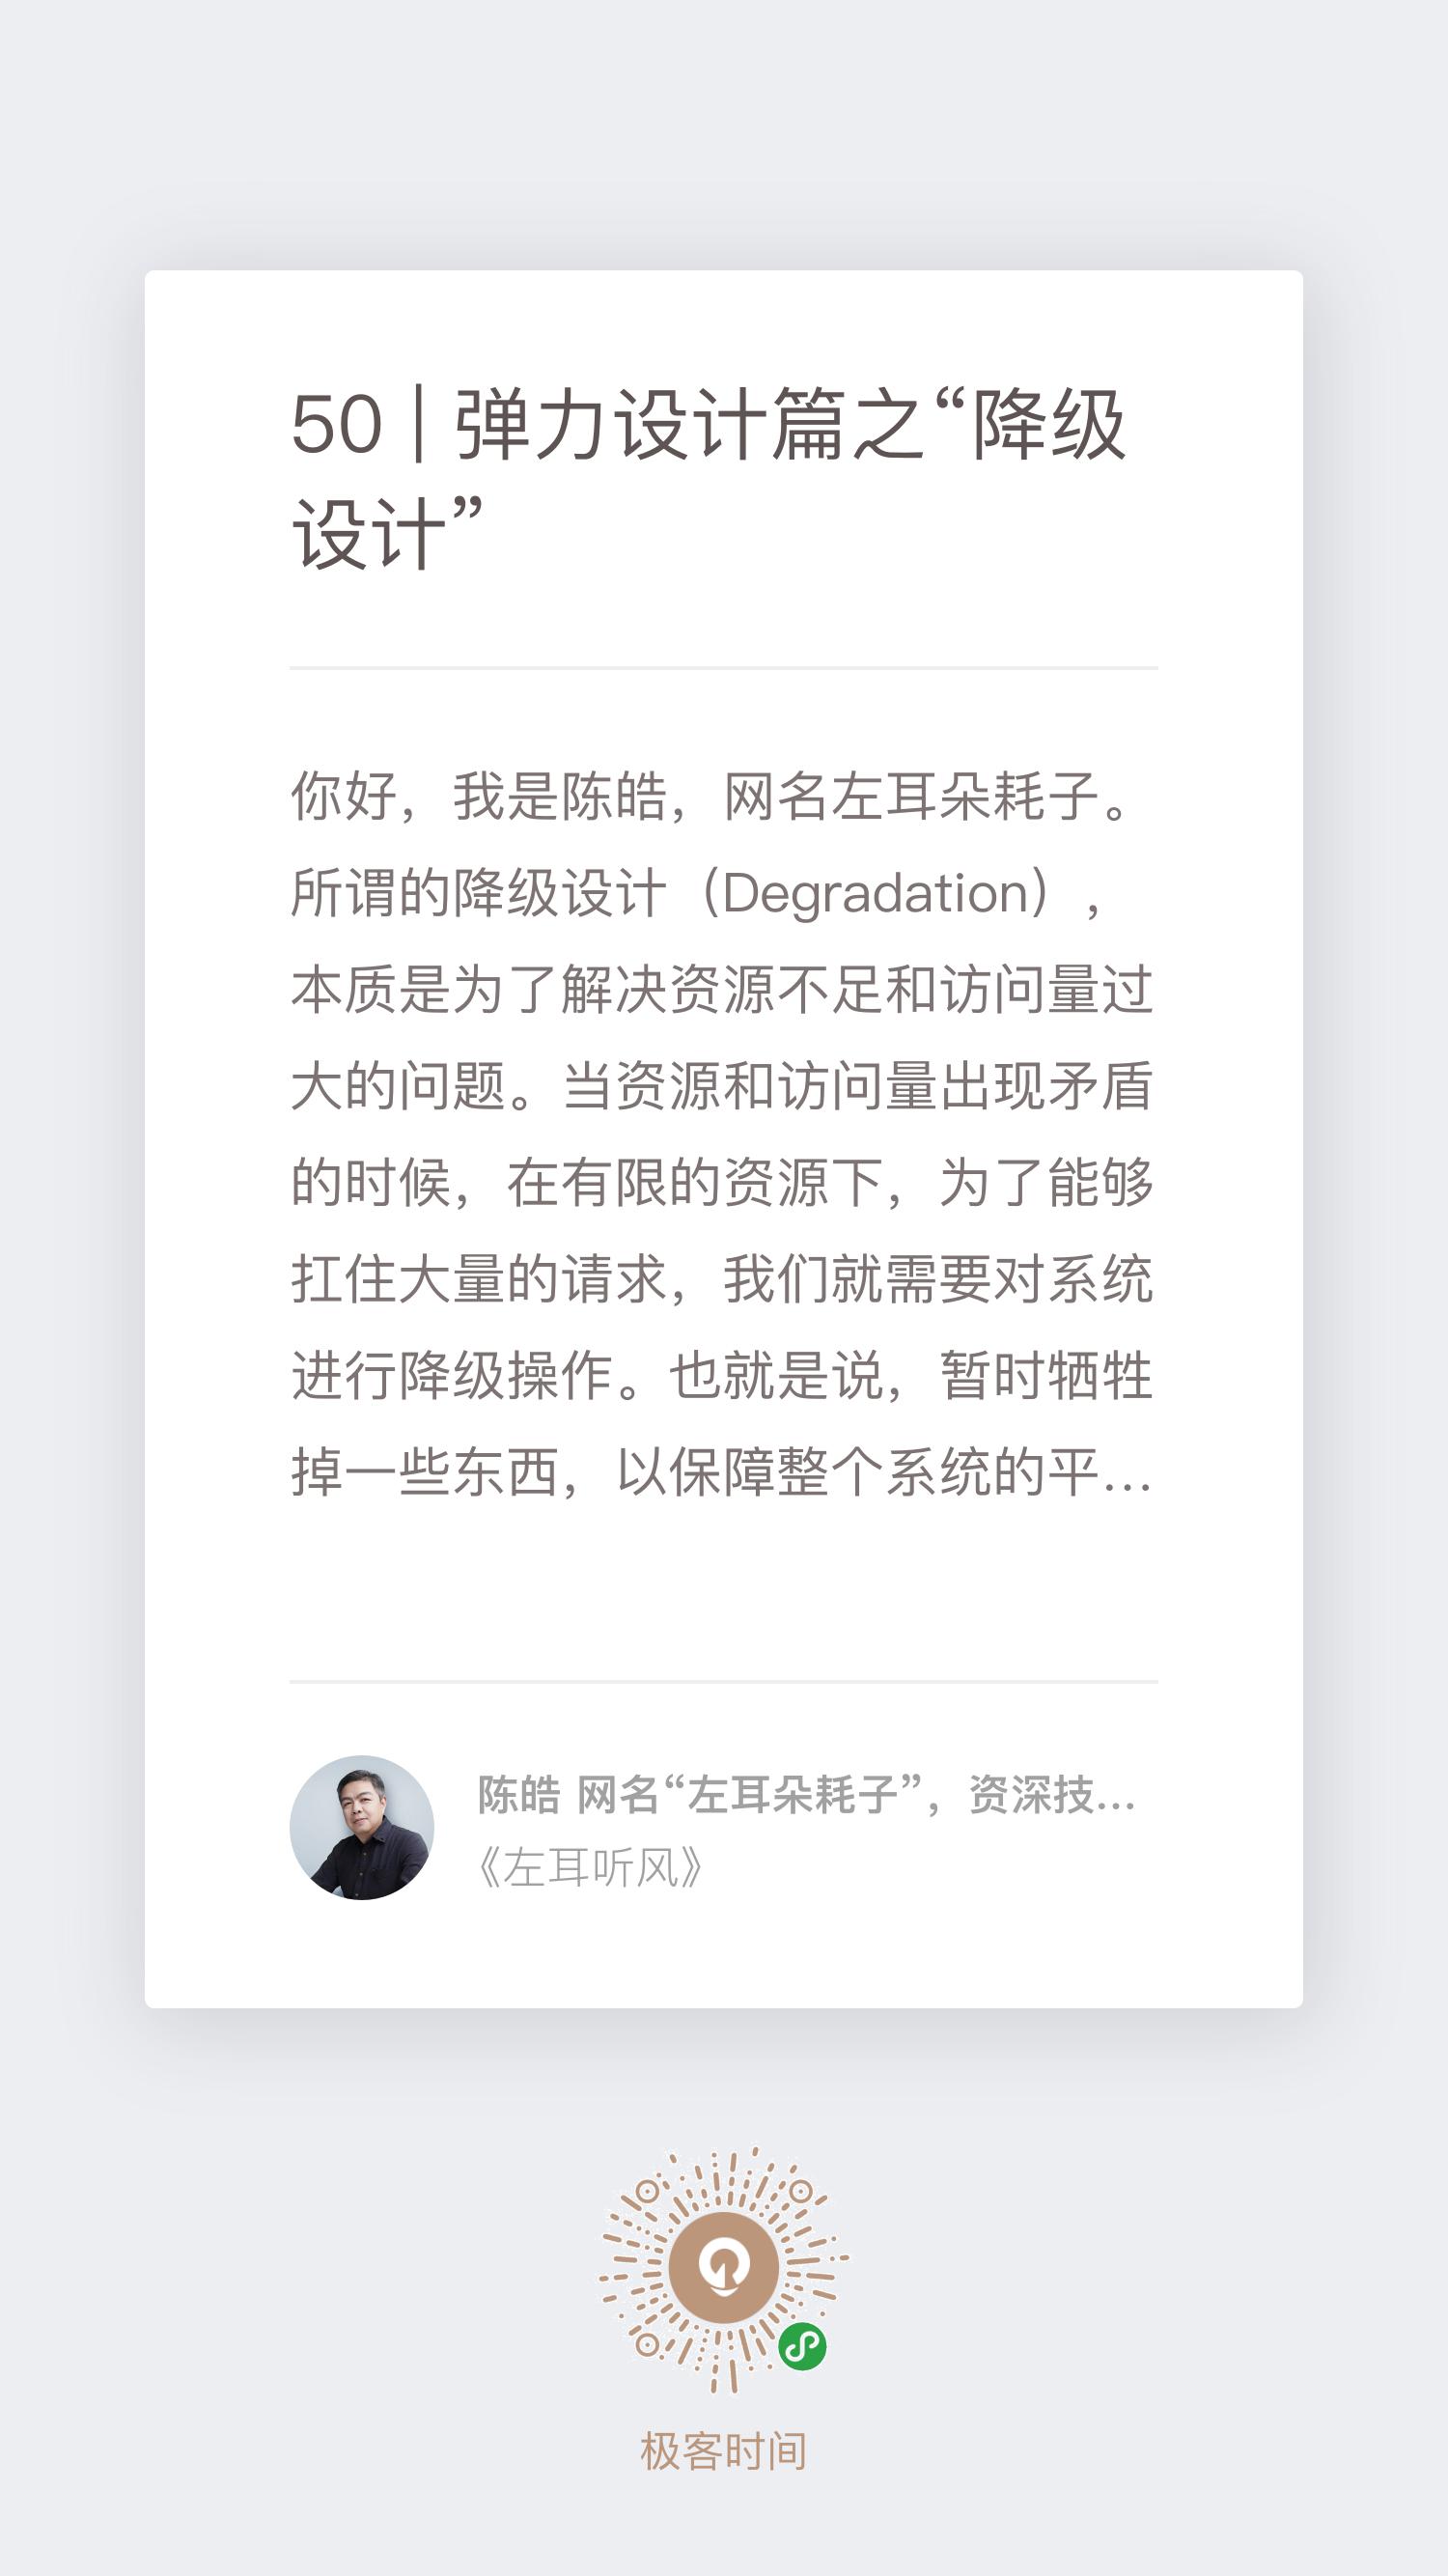 50 | 弹力设计篇之“降级
设计”
你好，我是陈皓，网名左耳朵耗子。
所谓的降级设计（Degradation），
本质是为了解决资源不足和访问量过
大的问题。当资源和访问量出现矛盾
的时候，在有限的资源下，为了能够
扛住大量的请求，我们就需要对系统
进行降级操作。也就是说，暂时牺牲
掉一些东西，以保障整个系统的平...
陈皓 网名“左耳朵耗子”，资深技...
《左耳听风》
极客时间